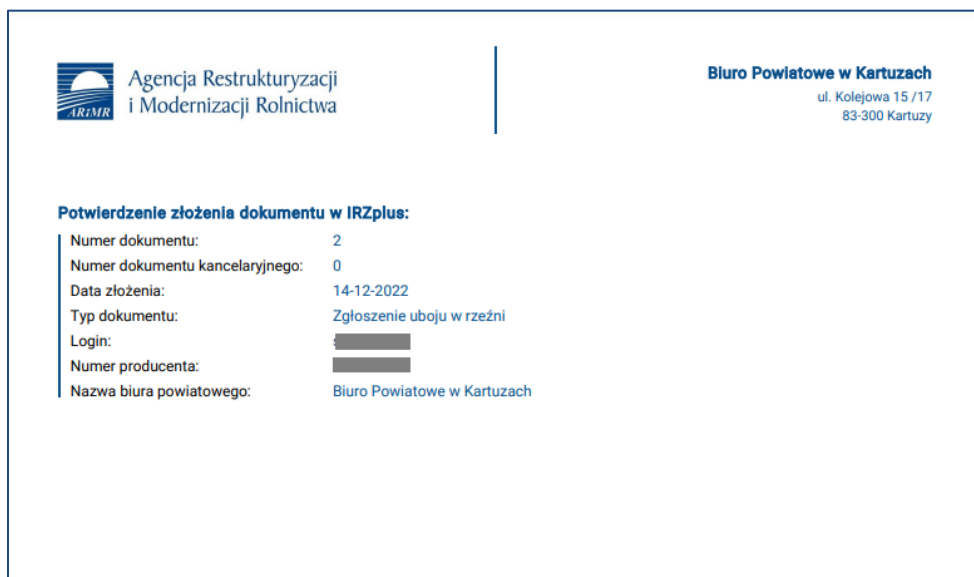 ARiMR
Agencja Restrukturyzacji
i Modernizacji Rolnictwa
Biuro Powiatowe w Kartuzach
ul. Kolejowa 15 /17
83-300 Kartuzy
Potwierdzenie złożenia dokumentu w IRZplus:
Numer dokumentu: 2
Numer dokumentu kancelaryjnego: 0
Data złożenia: 14-12-2022
Typ dokumentu: Zgłoszenie uboju w rzeźni
Login:
Numer producenta:
Nazwa biura powiatowego: Biuro Powiatowe w Kartuzach